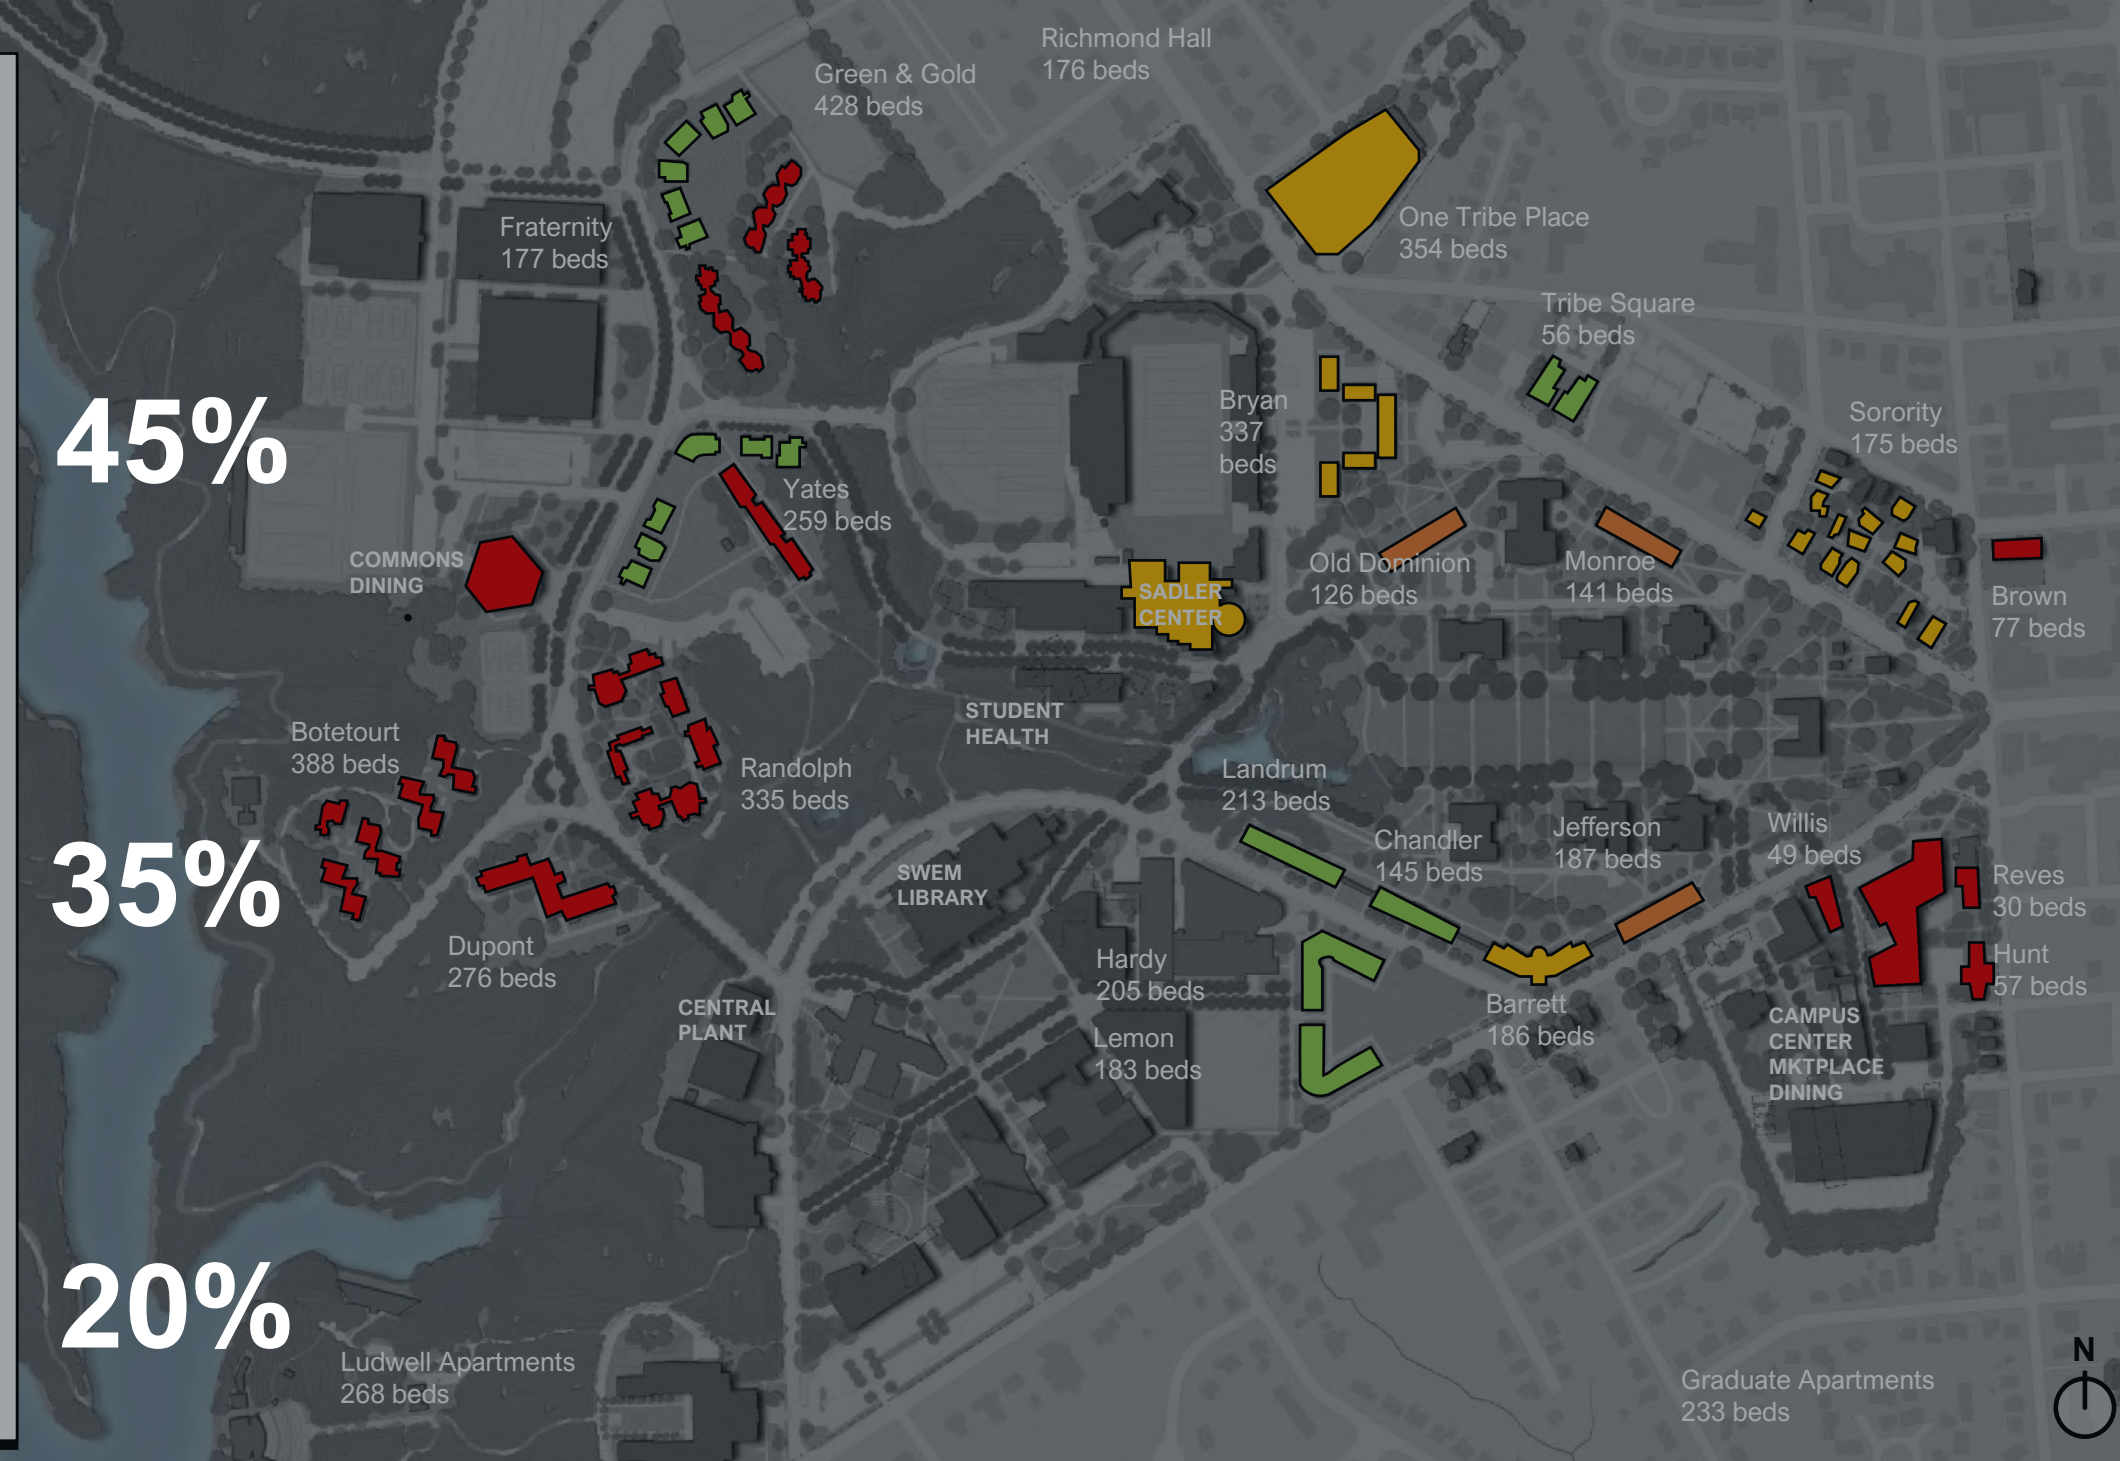 Richmond Hall
176 beds
Green & Gold
428 beds
Fraternity
177 beds
One Tribe Place
354 beds
Tribe Square
56 beds
Bryan
337
beds
Sorority
175 beds
45%
Yates
259 beds
COMMONS
DINING
Old Dominion
126 beds
Monroe
141 beds
SADLER
CENTER
Brown
77 beds
STUDENT
HEALTH
Botetourt
388 beds
Randolph
335 beds
Landrum
213 beds
Chandler
145 beds
Jefferson
187 beds
Willis
49 beds
35%
SWEM
LIBRARY
Reves
30 beds
Dupont
276 beds
Hardy
205 beds
Hunt
57 beds
CENTRAL
PLANT
Barrett
186 beds
Lemon
183 beds
CAMPUS
CENTER
MKTPLACE
DINING
20%
Ludwell Apartments
268 beds
Graduate Apartments
233 beds
N